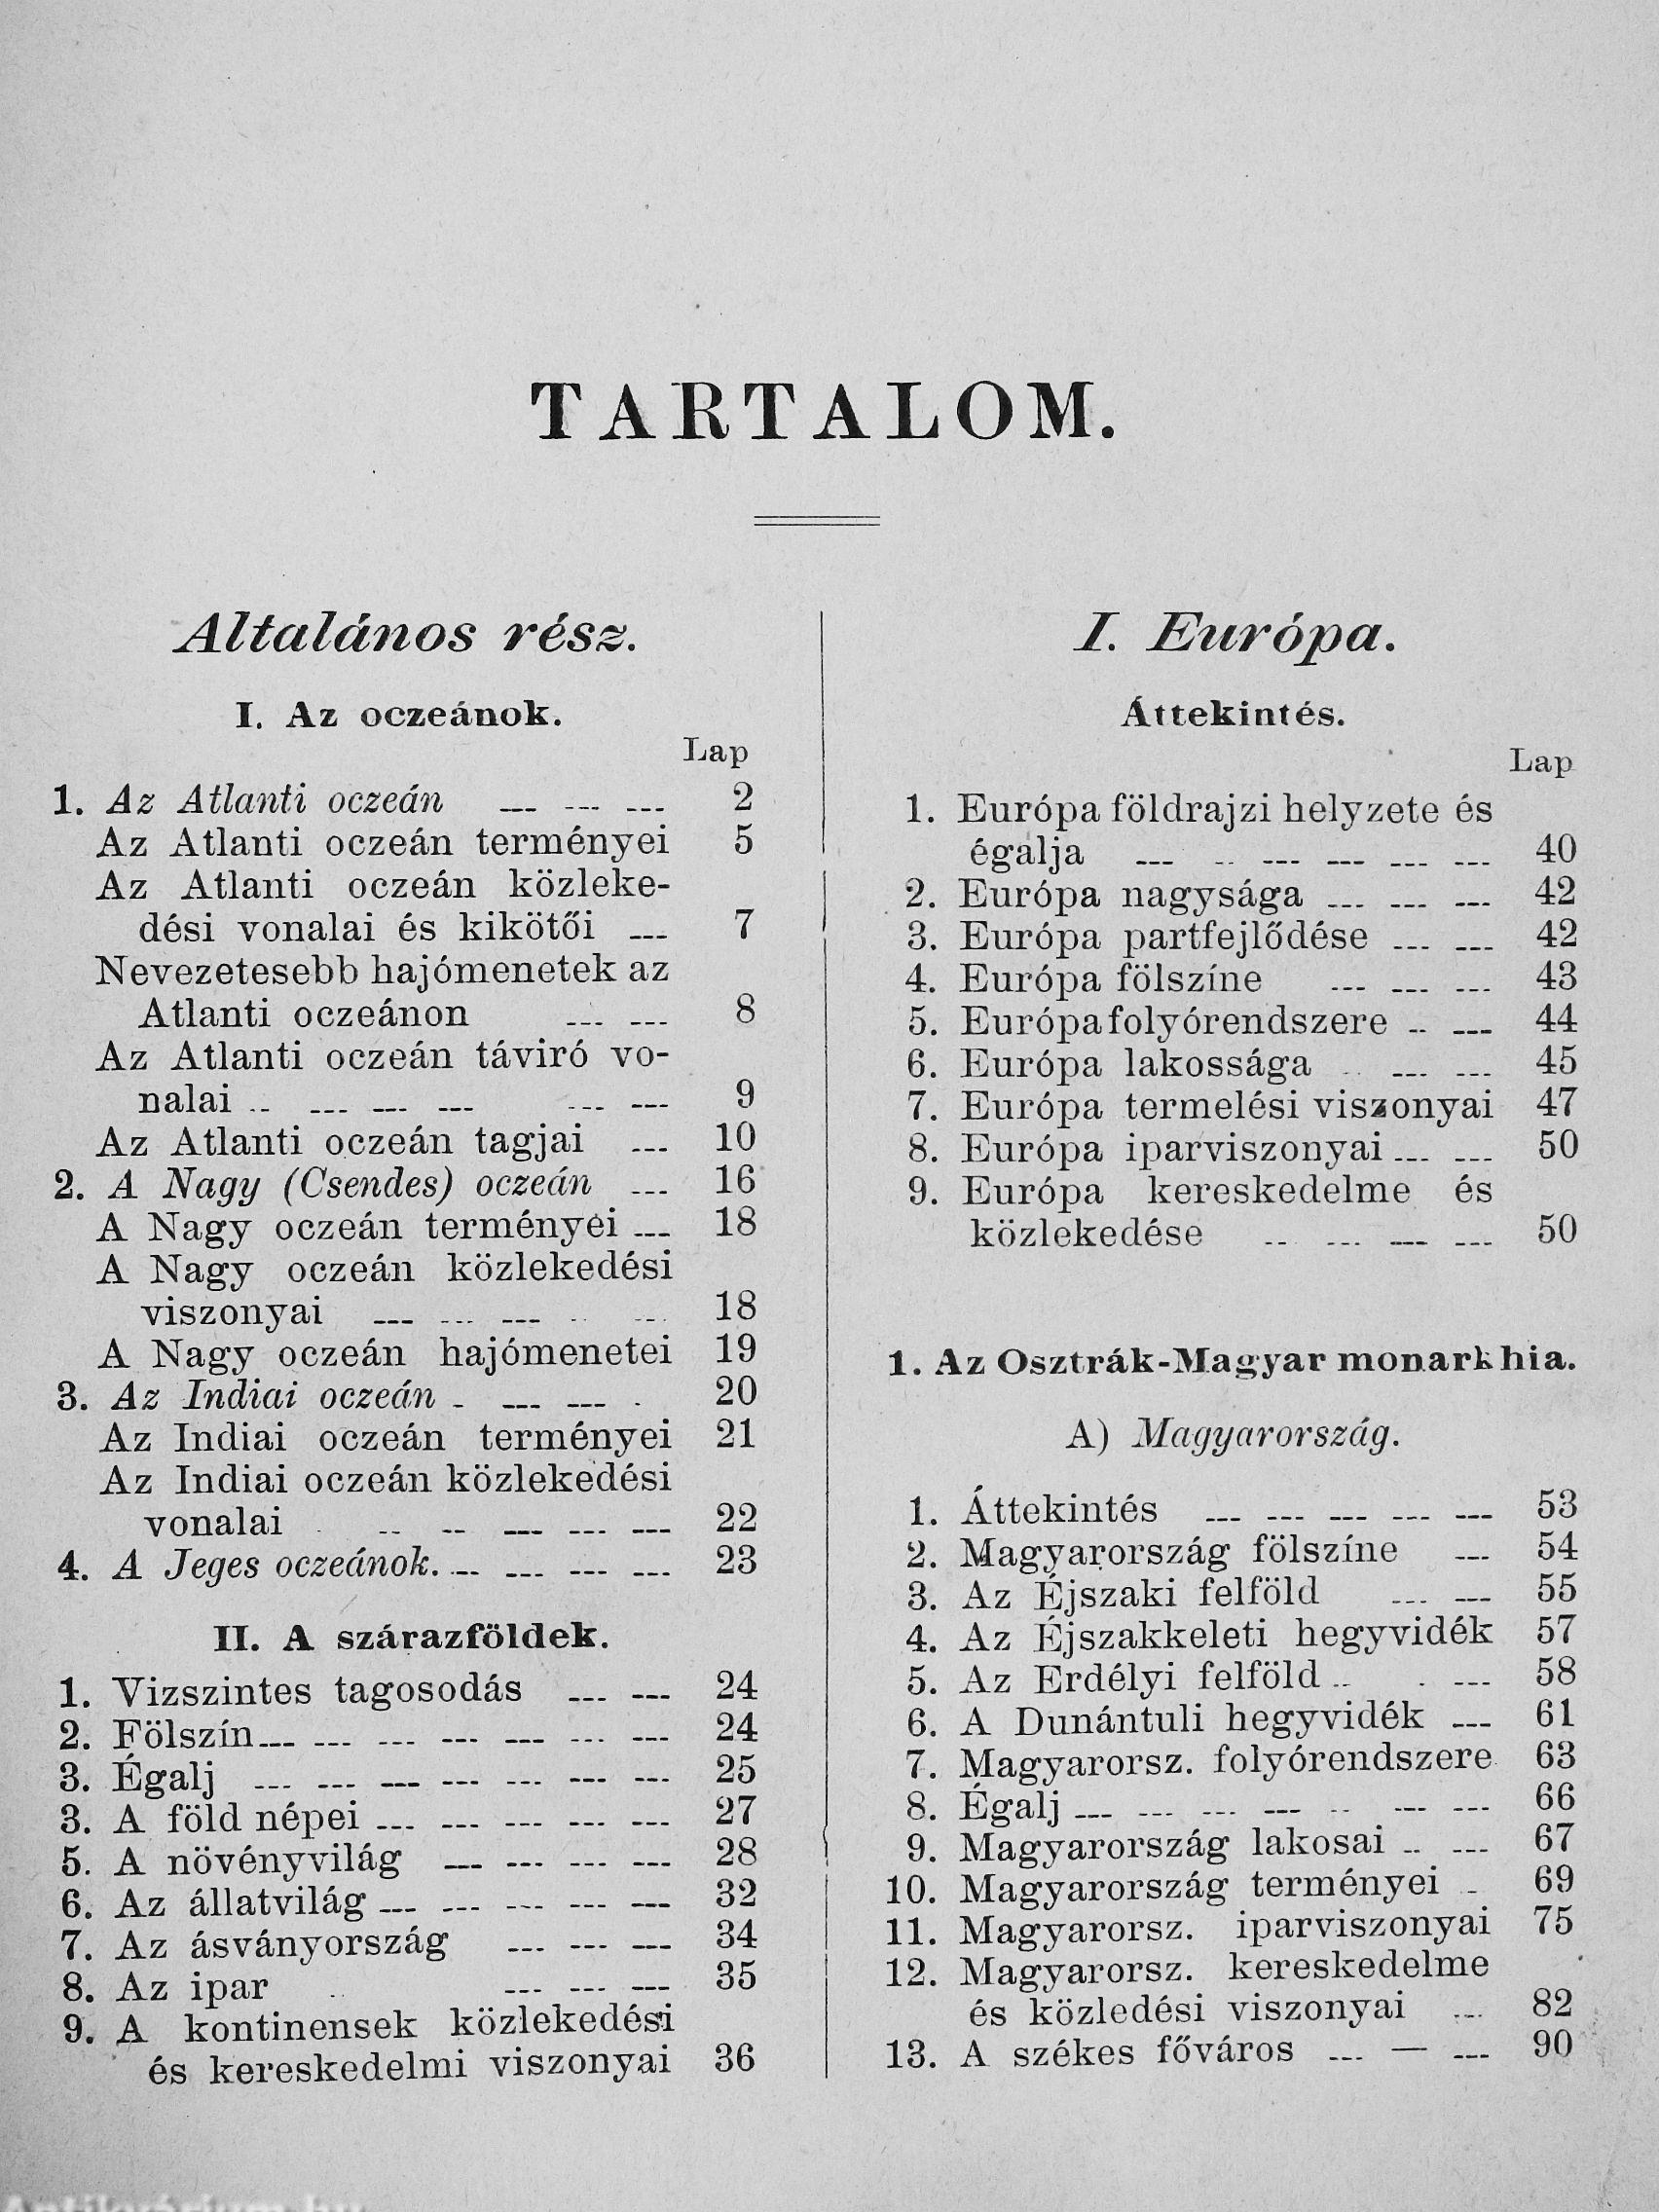 TARTALOM.
Altalános rész.
I. Az oczeánok.
Lap
1. Az Atlanti oczeán --- --- --- 2
Az Atlanti oczeán terményei 5
Az Atlanti oczeán közleke-
dési vonalai és kikötői --- 7
Nevezetesebb hajómenetek az
Atlanti oczeánon --- --- 8
Az Atlanti oczeán táviró vo-
nalai -- --- --- --- --- --- 9
Az Atlanti oczeán tagjai --- 10
2. A Nagy (Csendes) oczeán --- 16
A Nagy oczeán terményei --- 18
A Nagy oczeán közlekedési
viszonyai --- --- --- -- --- 18
A Nagy oczeán hajómenetei 19
3. Az Indiai oczeán - --- --- - 20
Az Indiai oczeán terményei 21
Az Indiai oczeán közlekedési
vonalai - -- -- --- --- --- 22
4. A Jeges oczeánok. --- --- --- --- 23
II. A szárazföldek.
1. Vizszintes tagosodás --- --- 24
2. Fölszín --- --- --- --- --- --- --- 24
3. Égalj --- --- --- --- --- --- --- 25
3. A föld népei --- --- --- --- --- 27
5. A növényvilág --- --- --- --- 28
6. Az állatvilág --- --- --- --- --- 32
7. Az ásványország --- --- --- 34
8. Az ipar -- --- --- --- 35
9. A kontinensek közlekedési
és kereskedelmi viszonyai 36
I. Európa.
Áttekintés.
Lap
1. Európa földrajzi helyzete és
égalja --- -- --- --- --- --- 40
2. Európa nagysága --- --- --- 42
3. Európa partfejlődése --- --- 42
4. Európa fölszíne --- --- --- 43
5. Európa folyórendszere -- --- 44
6. Európa lakossága -- --- --- 45
7. Európa termelési viszonyai 47
8. Európa iparviszonyai --- --- 50
9. Európa kereskedelme és
közlekedése -- --- --- --- 50
1. Az Osztrák-Magyar monarkhia.
A) Magyarország.
1. Áttekintés --- --- --- --- --- 53
2. Magyarország fölszíne --- 54
3. Az Éjszaki felföld --- --- 55
4. Az Éjszakkeleti hegyvidék 57
5. Az Erdélyi felföld -- - --- 58
6. A Dunántuli hegyvidék --- 61
7. Magyarorsz. folyórendszere 63
8. Égalj --- --- --- --- -- --- --- 66
9. Magyarország lakosai -- --- 67
10. Magyarország terményei - 69
11. Magyarorsz. iparviszonyai 75
12. Magyarorsz. kereskedelme
és közledési viszonyai --- 82
13. A székes főváros --- — --- 90